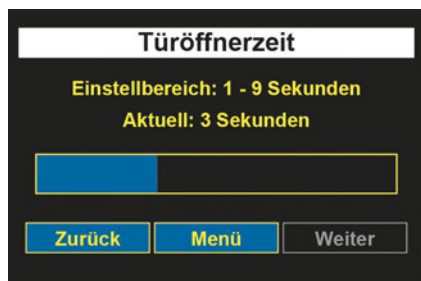 Türöffnerzeit
Einstellbereich: 1 - 9 Sekunden
Aktuell: 3 Sekunden
Zurück Menü Weiter